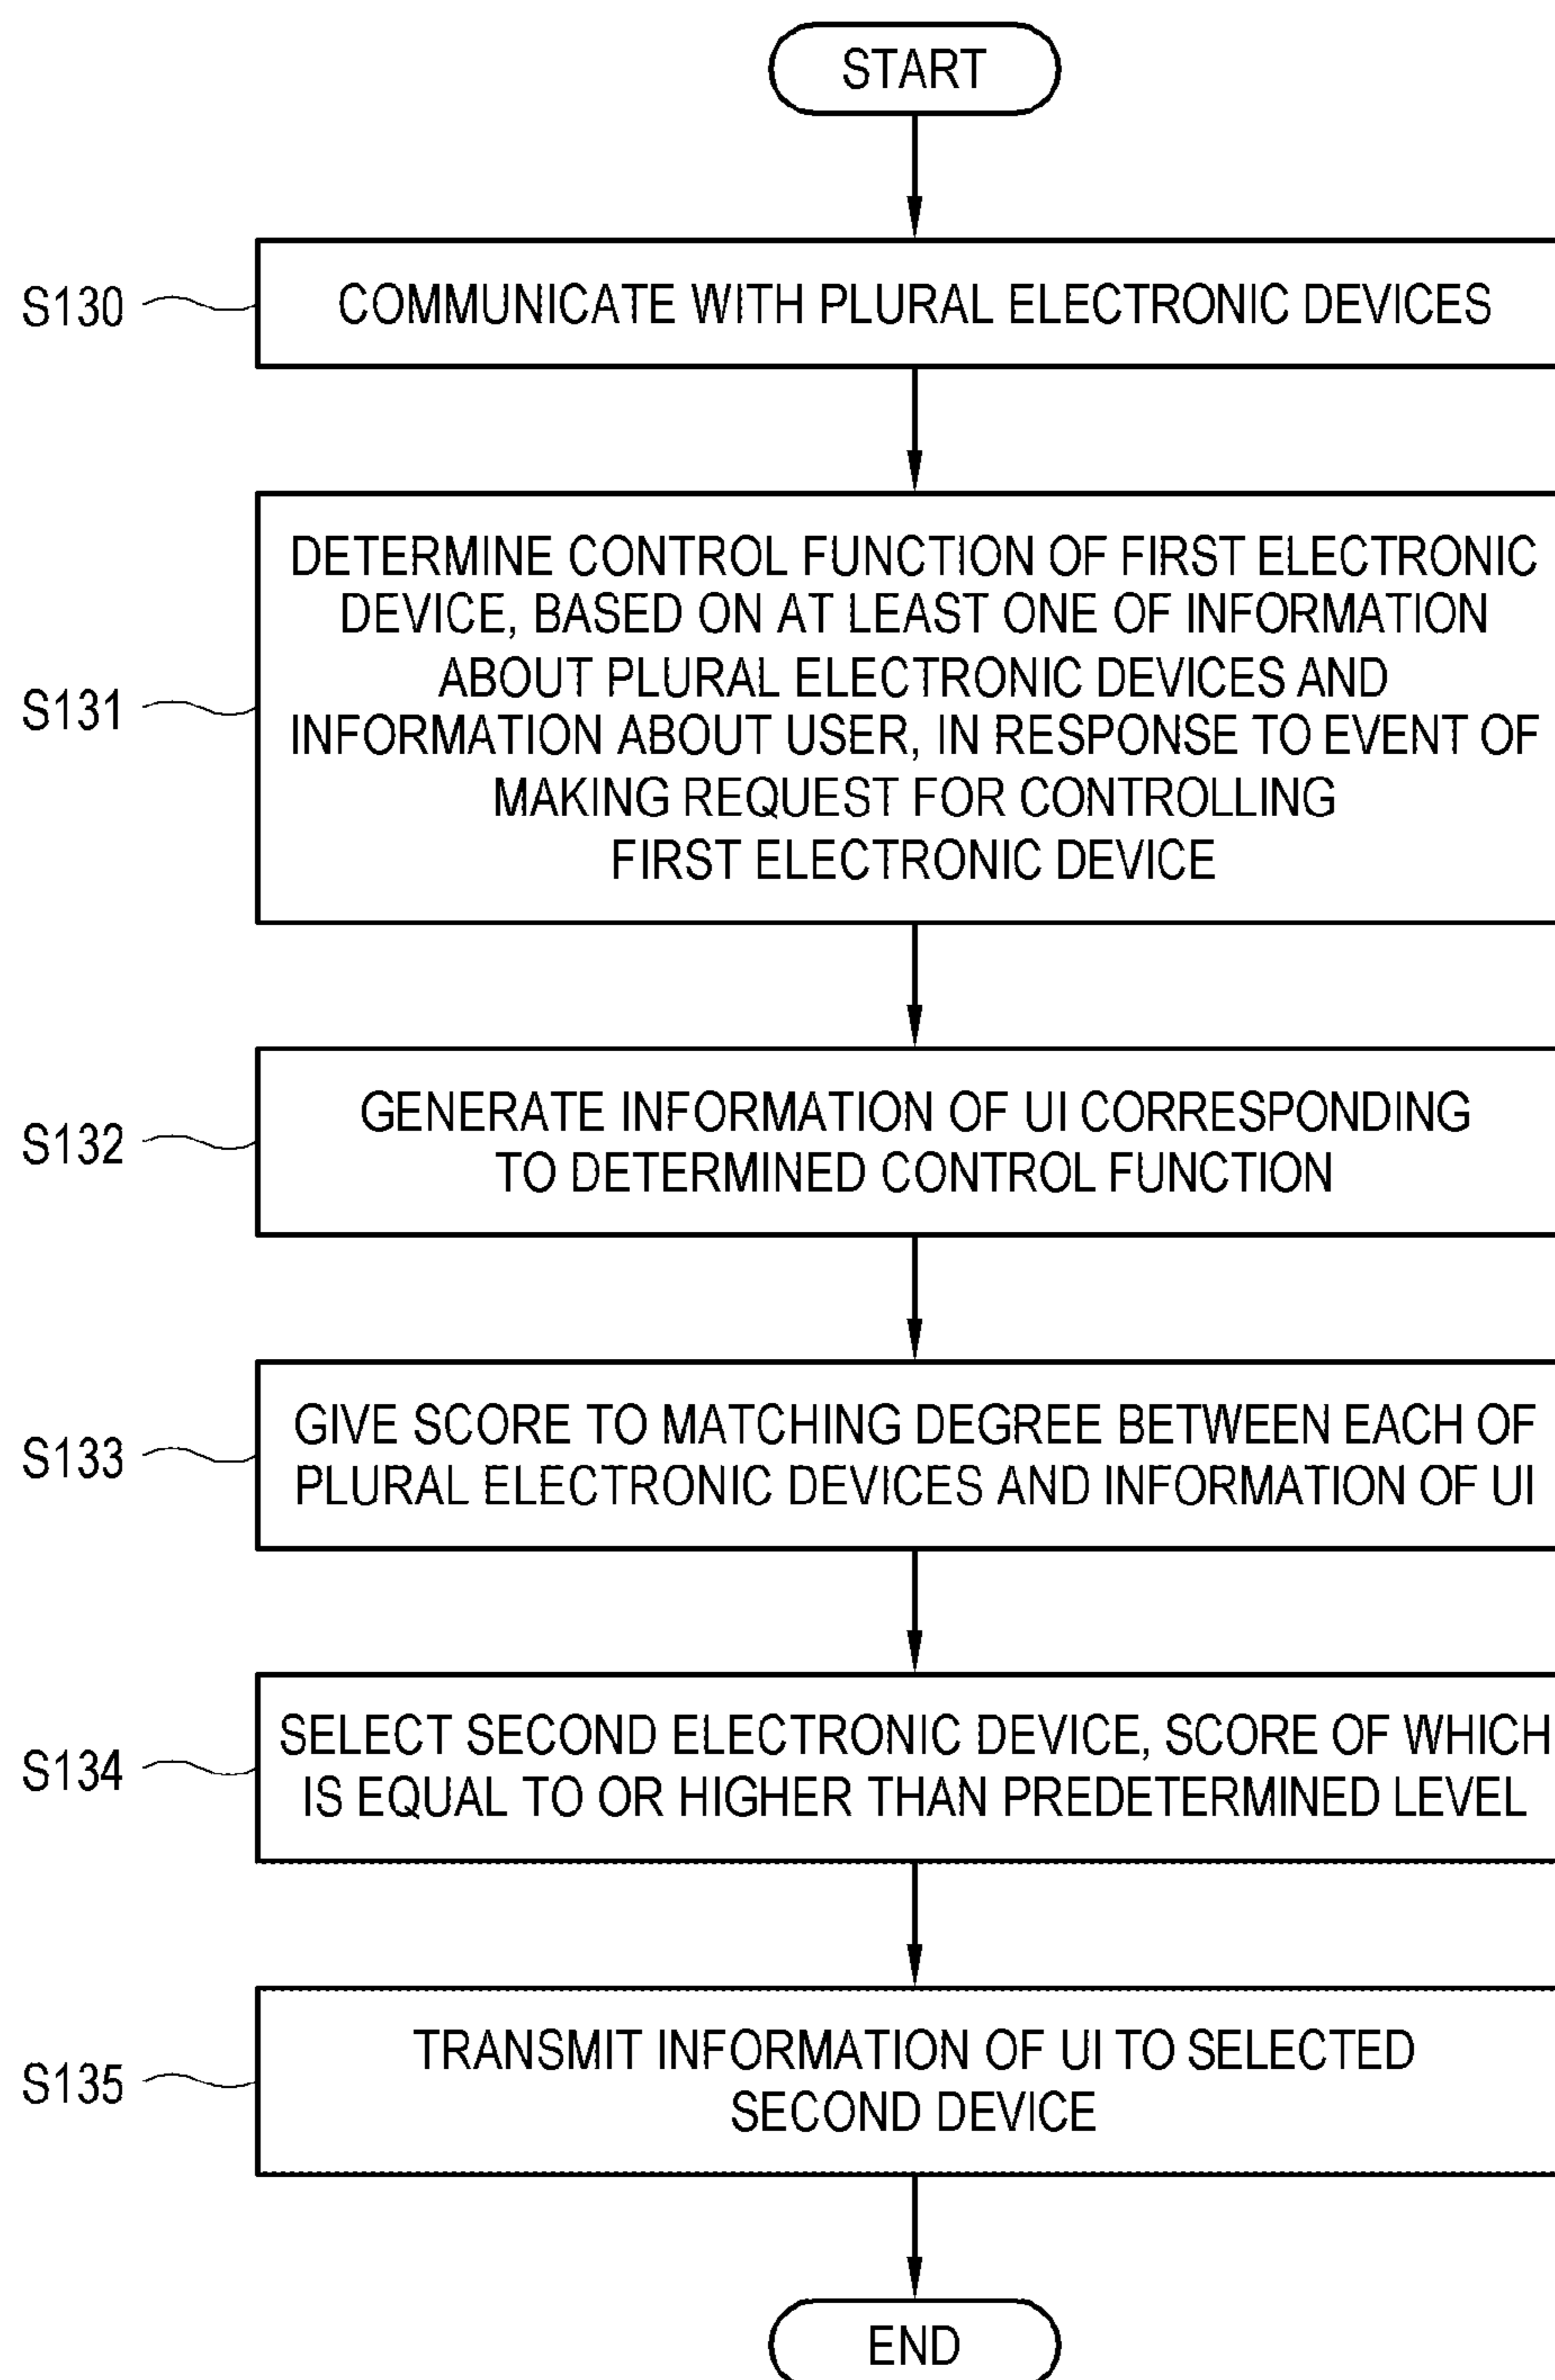 START
S130
COMMUNICATE WITH PLURAL ELECTRONIC DEVICES
S131
DETERMINE CONTROL FUNCTION OF FIRST ELECTRONIC
DEVICE, BASED ON AT LEAST ONE OF INFORMATION
ABOUT PLURAL ELECTRONIC DEVICES AND
INFORMATION ABOUT USER, IN RESPONSE TO EVENT OF
MAKING REQUEST FOR CONTROLLING
FIRST ELECTRONIC DEVICE
S132
GENERATE INFORMATION OF UI CORRESPONDING
TO DETERMINED CONTROL FUNCTION
S133
GIVE SCORE TO MATCHING DEGREE BETWEEN EACH OF
PLURAL ELECTRONIC DEVICES AND INFORMATION OF UI
S134
SELECT SECOND ELECTRONIC DEVICE, SCORE OF WHICH
IS EQUAL TO OR HIGHER THAN PREDETERMINED LEVEL
S135
TRANSMIT INFORMATION OF UI TO SELECTED
SECOND DEVICE
END